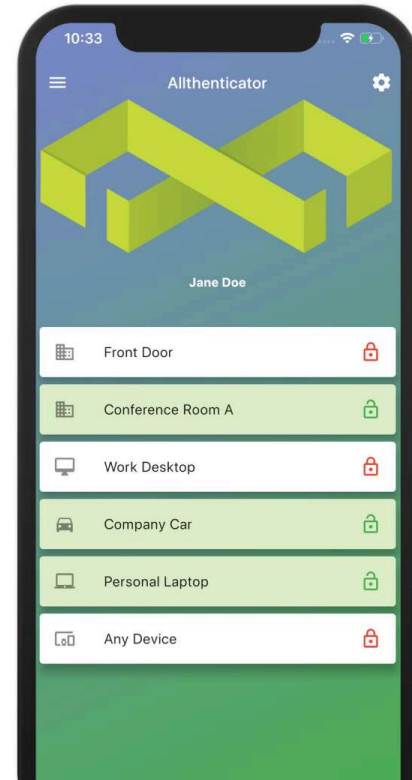 10:33
Allthenticator
Jane Doe
Front Door
Conference Room A
Work Desktop
Company Car
Personal Laptop
Any Device